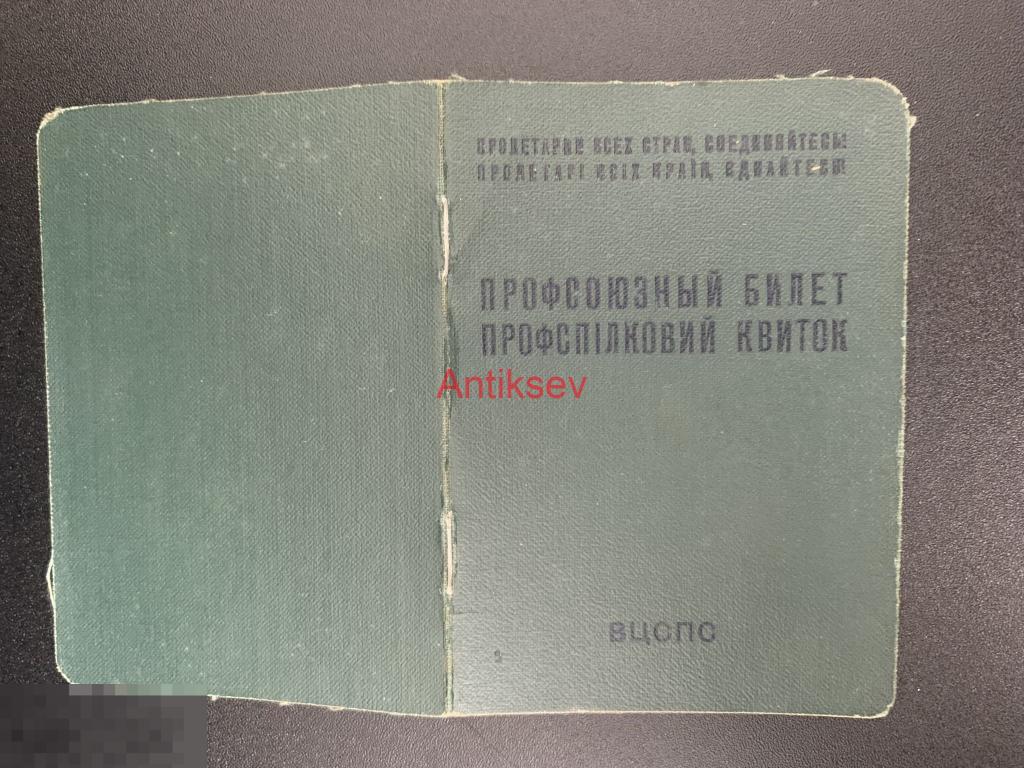 ПРОЛЕТАРИИ ВСЕХ СТРАН, СОЕДИНЯЙТЕСЬ!
ПРОЛЕТАРІ ВСІХ КРАЇН, ЄДНАЙТЕСЯ!
ПРОФСОЮЗНЫЙ БИЛЕТ
ПРОФСПІЛКОВИЙ КВИТОК
Antiksev
ВЦСПС